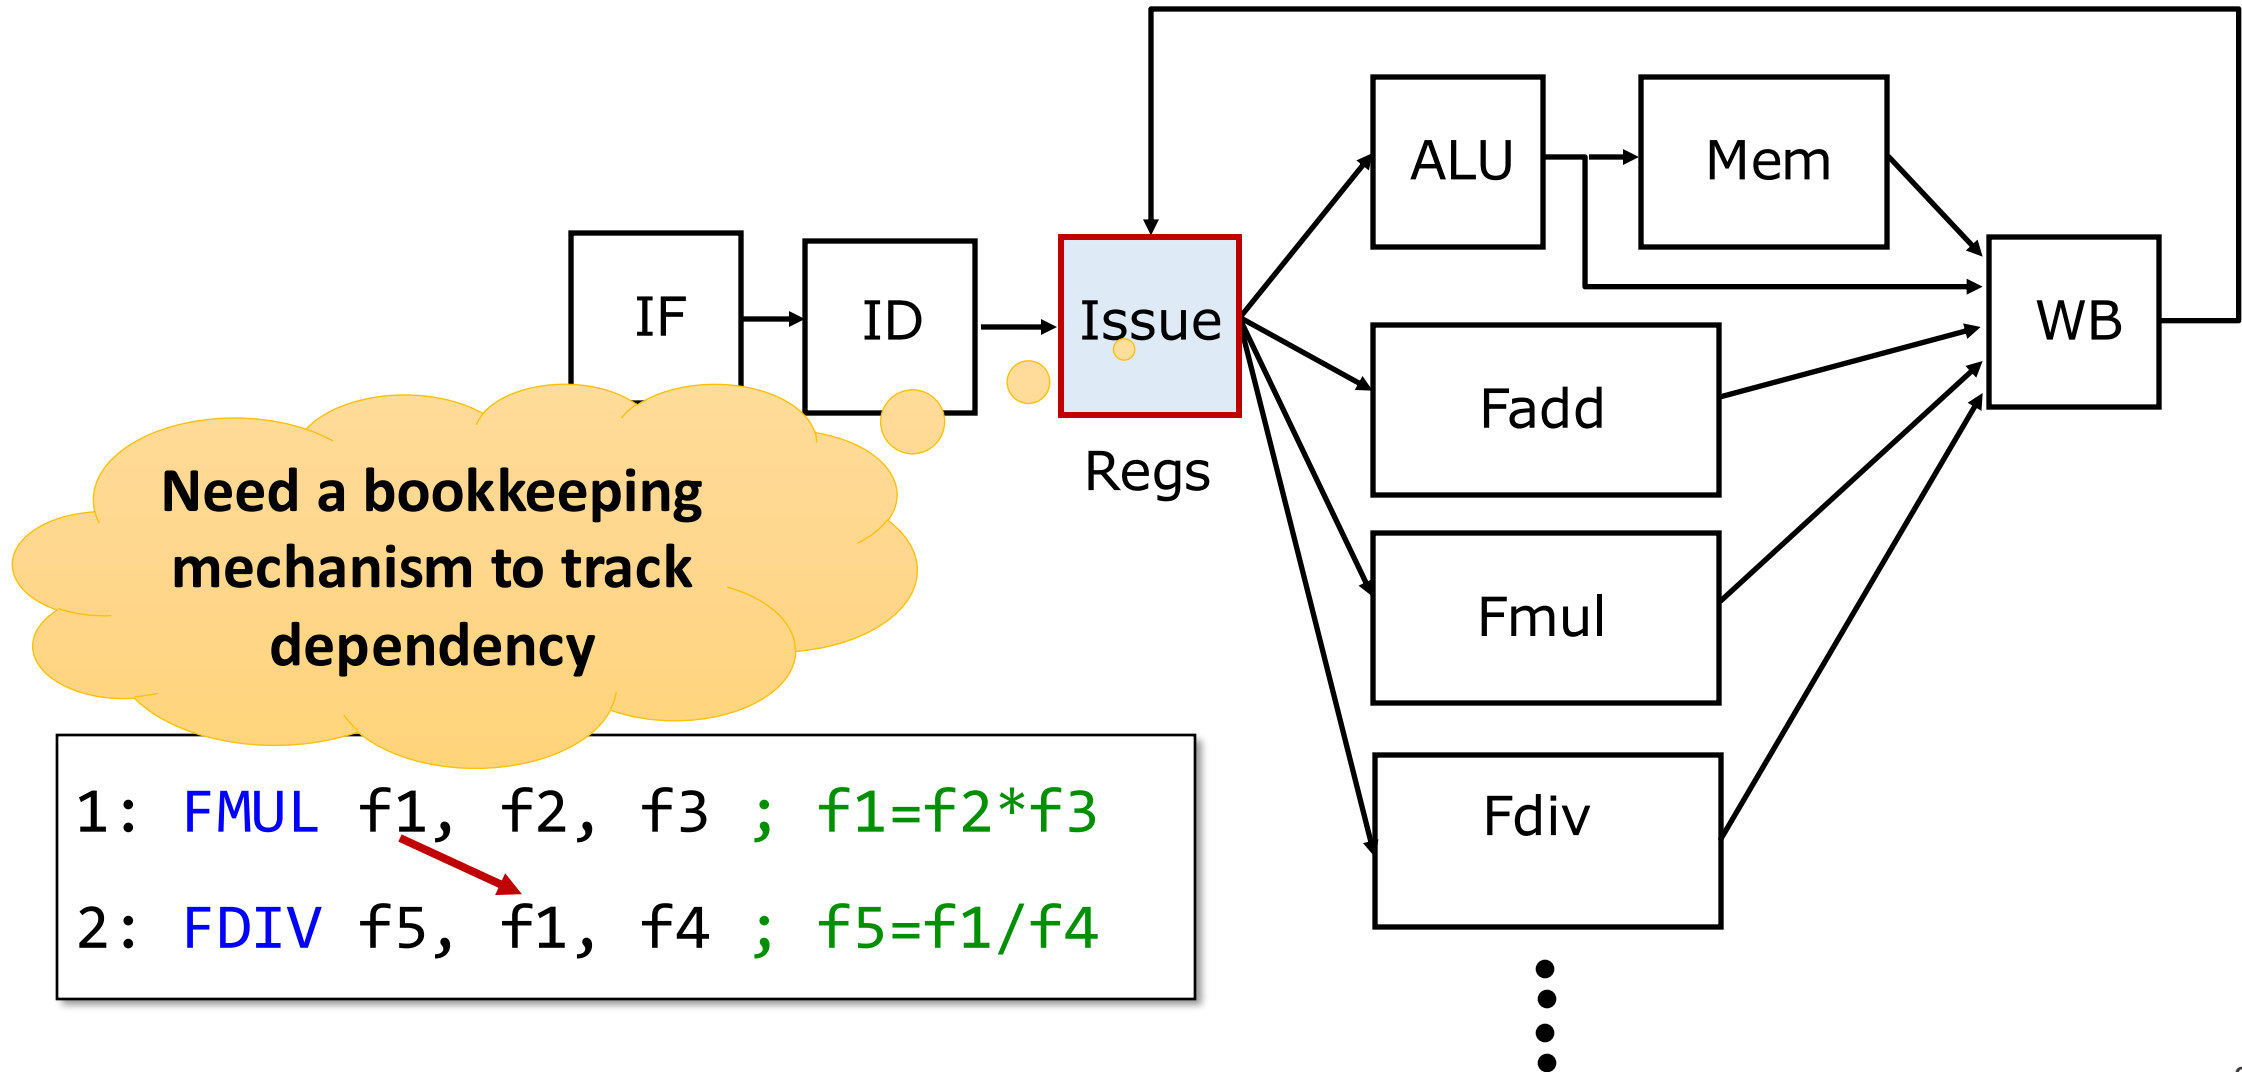 IF
ID
Issue
Regs
ALU
Mem
Fadd
Fmul
Fdiv
WB
Need a bookkeeping
mechanism to track
dependency
1: FMUL f1, f2, f3 ; f1=f2*f3
2: FDIV f5, f1, f4 ; f5=f1/f4